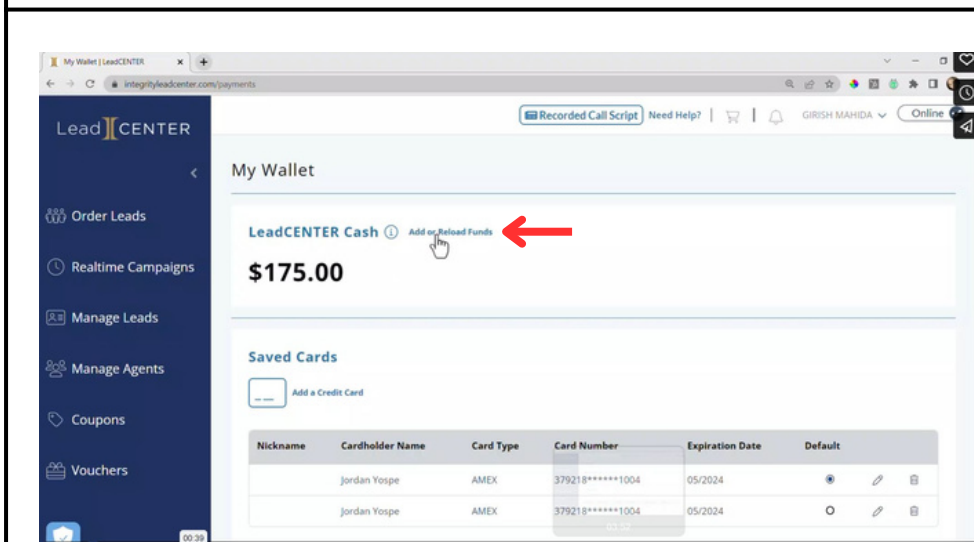 My Wallet | LeadCENTER
integrityleadcenter.com/payments
Lead CENTER
Recorded Call Script Need Help? GIRISH MAHIDA Online
My Wallet
Order Leads
Realtime Campaigns
Manage Leads
Manage Agents
Coupons
Vouchers
00:39
LeadCENTER Cash Add or Reload Funds
$175.00
Saved Cards
Add a Credit Card
Nickname Cardholder Name Card Type Card Number Expiration Date Default
Jordan Yospe AMEX 379218******1004 05/2024
Jordan Yospe AMEX 379218******1004 05/2024